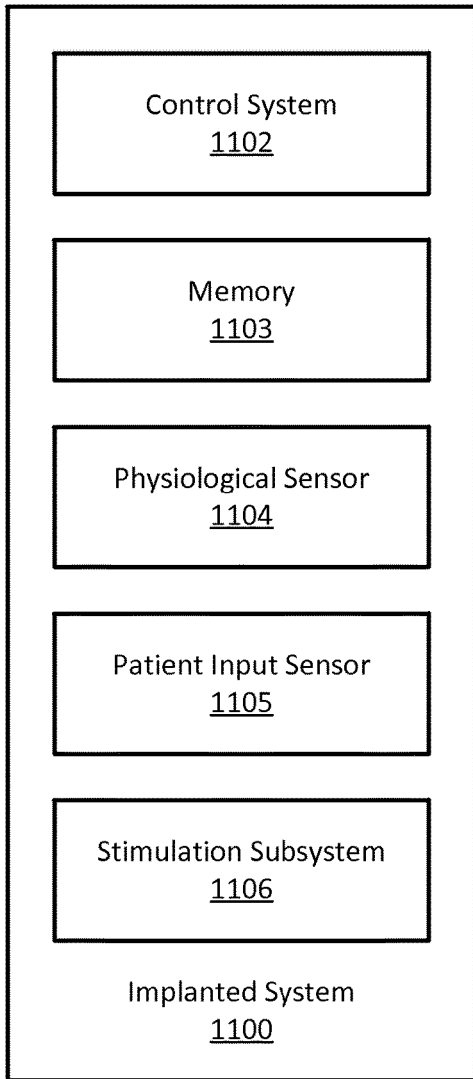 Control System
1102
Memory
1103
Physiological Sensor
1104
Patient Input Sensor
1105
Stimulation Subsystem
1106
Implanted System
1100